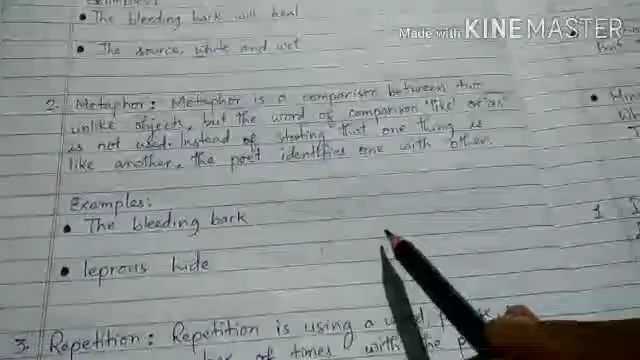 Examples:
• The bleeding bark will heal
Made with KINEMASTER
• The source, white and wet
2. Metaphor: Metaphor is a comparison between two
unlike objects, but the word of comparison 'like' or 'as'
is not used. Instead of stating that one thing is
like another, the poet identifies one with other.
Examples:
• The bleeding bark
• leprous hide
3. Repetition: Repetition is using a word,
of times with